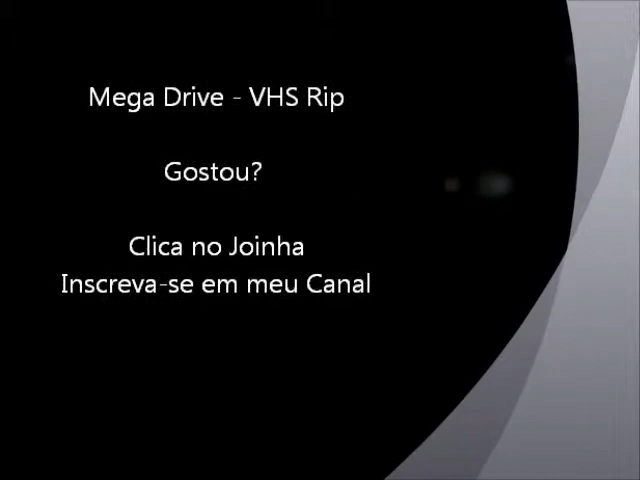 Mega Drive - VHS Rip
Gostou?
Clica no Joinha
Inscreva-se em meu Canal